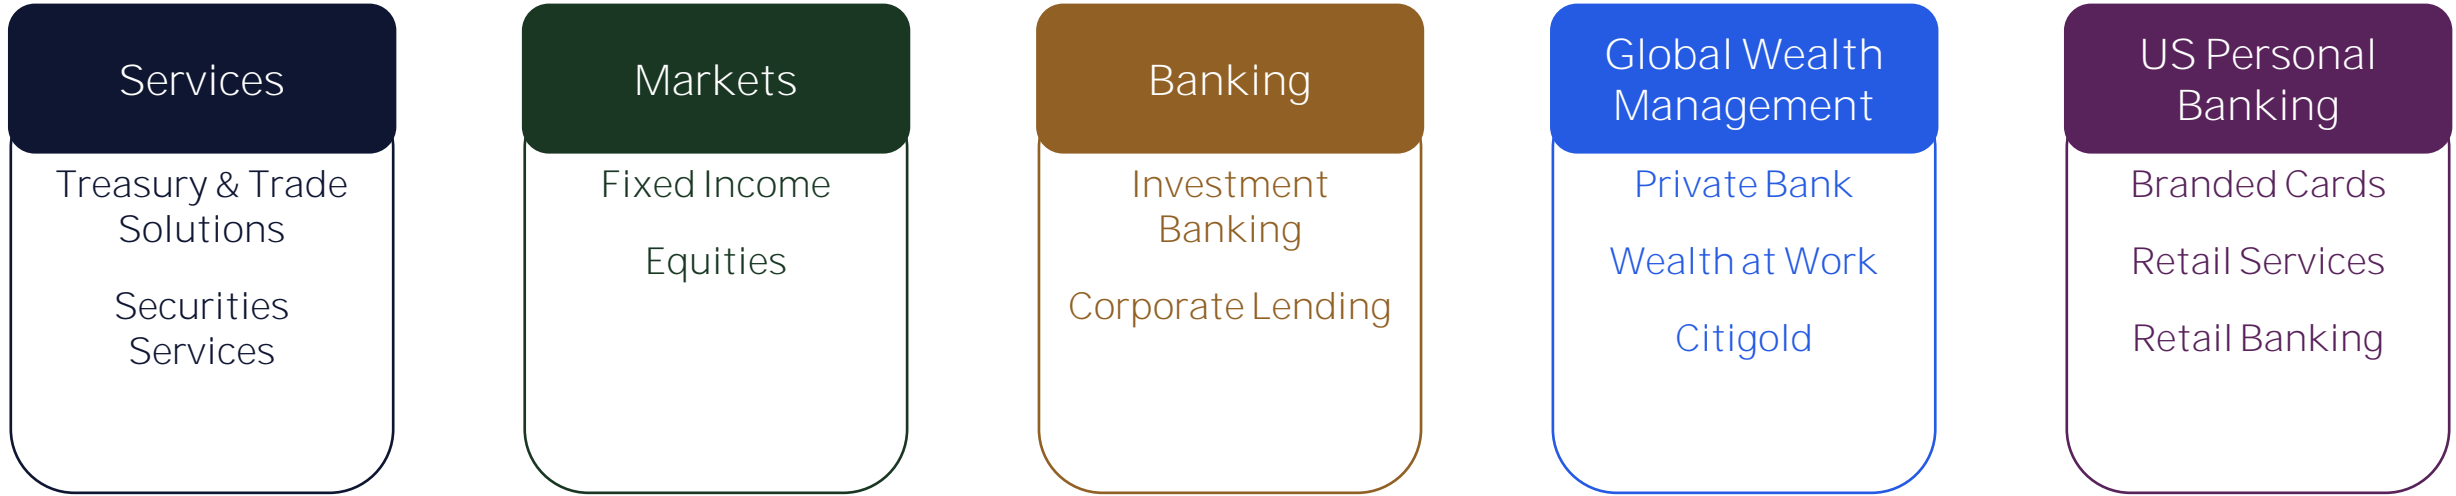 Services
Treasury & Trade
Solutions
Securities
Services
Markets
Fixed Income
Equities
Banking
Investment
Banking
Corporate Lending
Global Wealth
Management
Private Bank
Wealth at Work
Citigold
US Personal
Banking
Branded Cards
Retail Services
Retail Banking